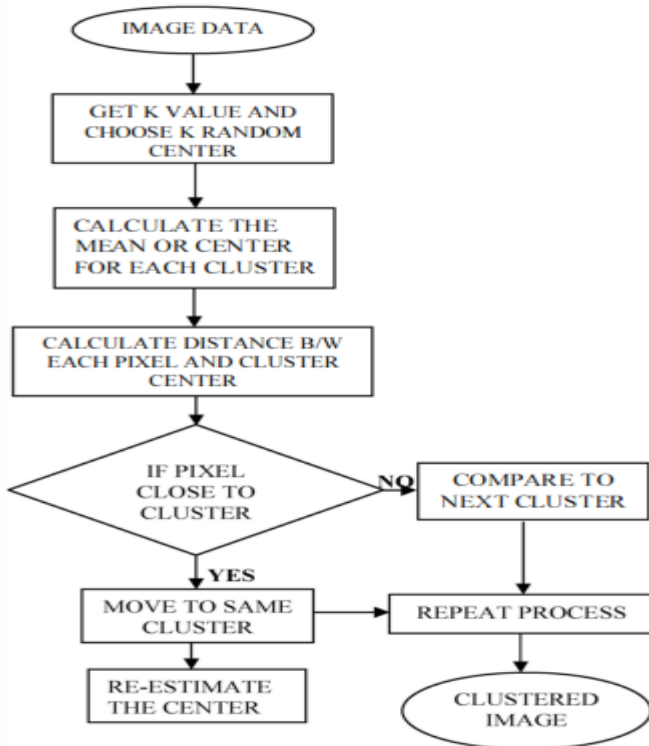 IMAGE DATA
GET K VALUE AND
CHOOSE K RANDOM
CENTER
CALCULATE THE
MEAN OR CENTER
FOR EACH CLUSTER
CALCULATE DISTANCE B/W
EACH PIXEL AND CLUSTER
CENTER
IF PIXEL
CLOSE TO
CLUSTER
NO
COMPARE TO
NEXT CLUSTER
YES
MOVE TO SAME
CLUSTER
REPEAT PROCESS
RE-ESTIMATE
THE CENTER
CLUSTERED
IMAGE